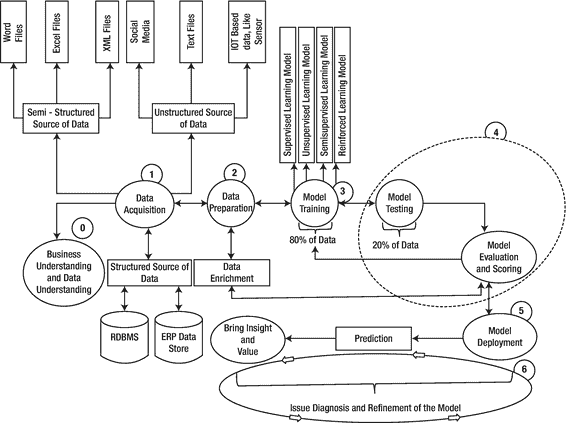 Word
Files
Excel Files
XML Files
Social
Media
Text Files
IOT Based
data, Like
Sensor
Supervised Learning Model
Unsupervised Learning Model
Semisupervised Learning Model
Reinforced Learning Model
Semi - Structured
Source of Data
Unstructured Source
of Data
4
1
2
3
Data
Acquisition
Data
Preparation
Model
Training
Model
Testing
0
80% of Data
20% of Data
Business
Understanding
and Data
Understanding
Structured Source of
Data
Data
Enrichment
Model
Evaluation
and Scoring
RDBMS
ERP Data
Store
Bring Insight
and
Value
Prediction
5
Model
Deployment
6
Issue Diagnosis and Refinement of the Model